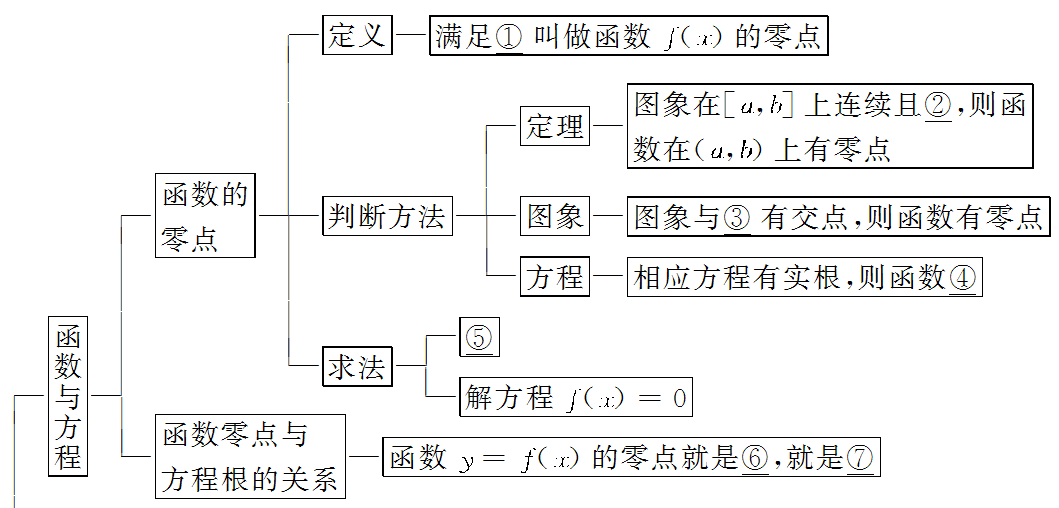 定义
满足① 叫做函数 f(x) 的零点
定理
图象在[a,b] 上连续且②,则函
数在(a,b) 上有零点
函数的
零点
判断方法
图象
图象与③ 有交点,则函数有零点
方程
相应方程有实根,则函数④
求法
⑤
解方程 f(x) = 0
函数与方程
函数零点与
方程根的关系
函数 y = f(x) 的零点就是⑥,就是⑦